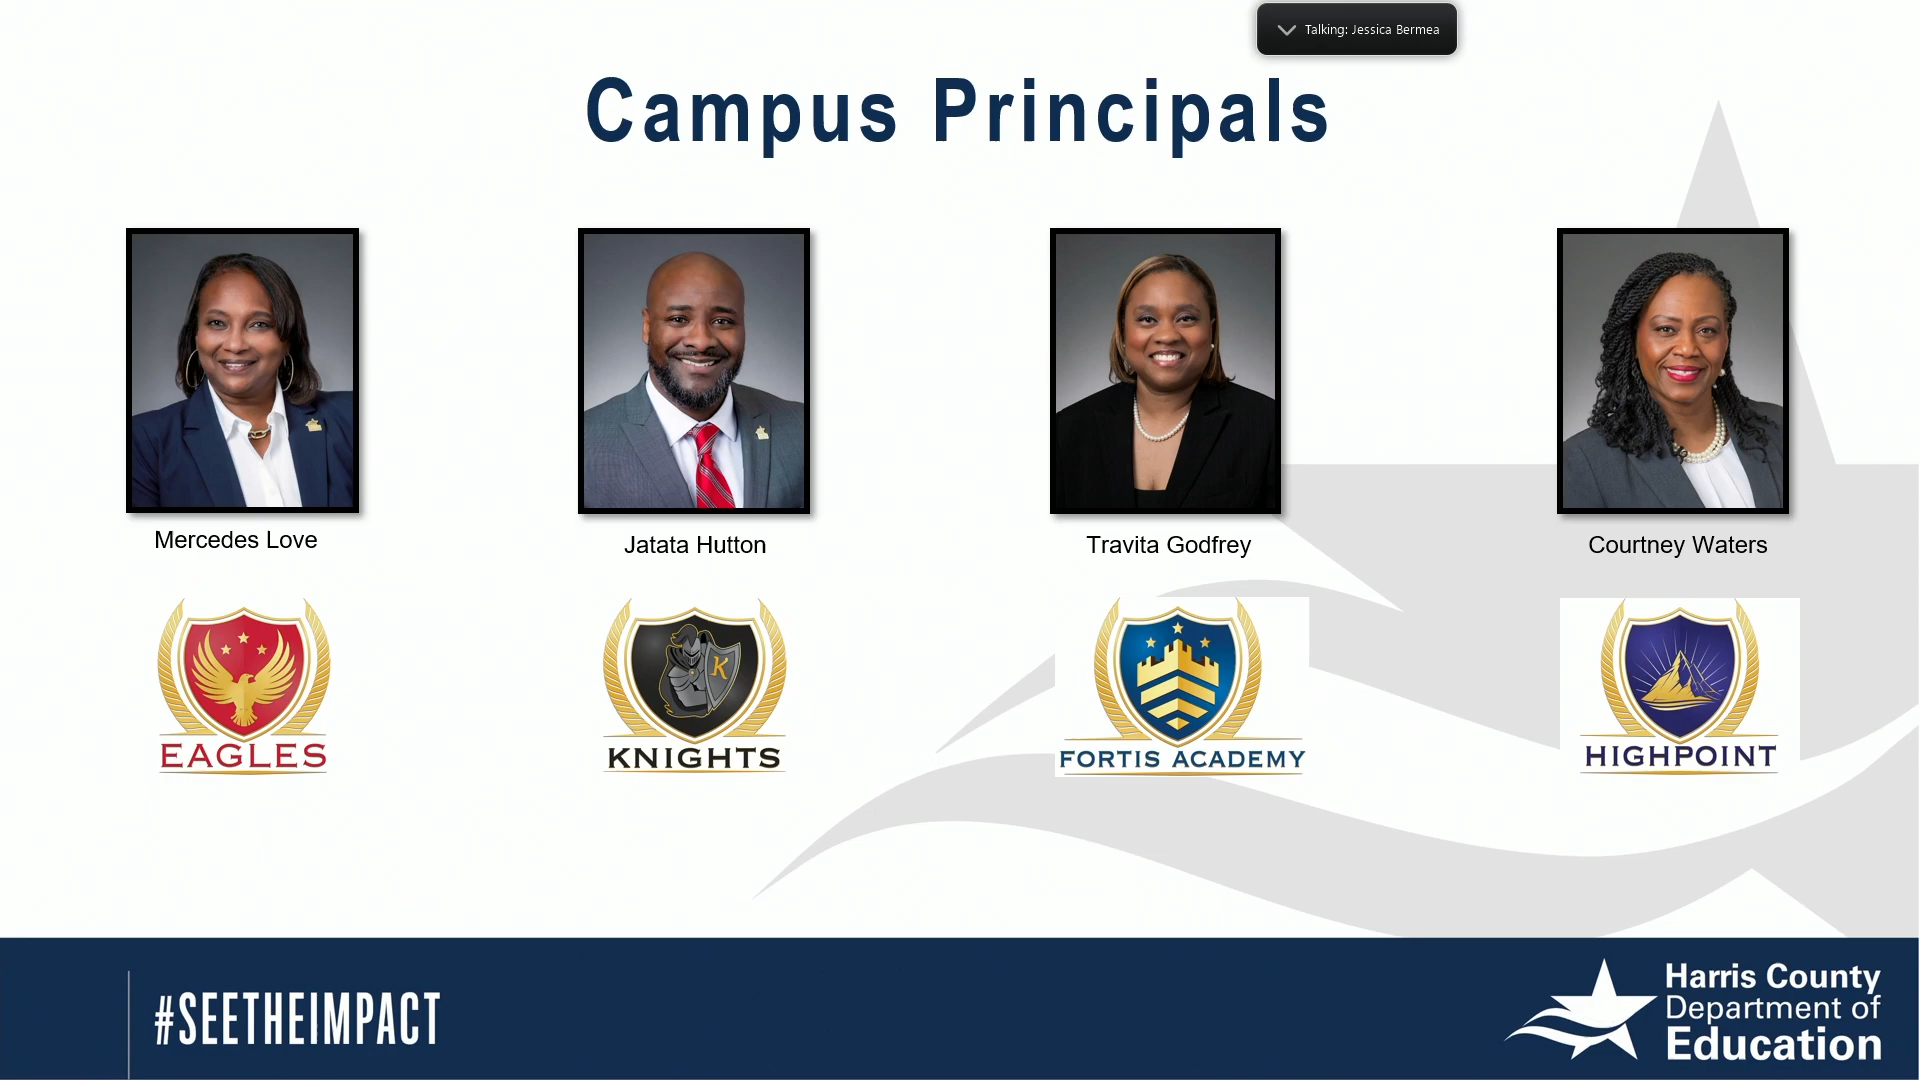 Talking: Jessica Bermea
Campus Principals
Mercedes Love
Jatata Hutton
Travita Godfrey
Courtney Waters
K
EAGLES
KNIGHTS
FORTIS ACADEMY
HIGHPOINT
#SEETHEIMPACT
Harris County
Department of
Education